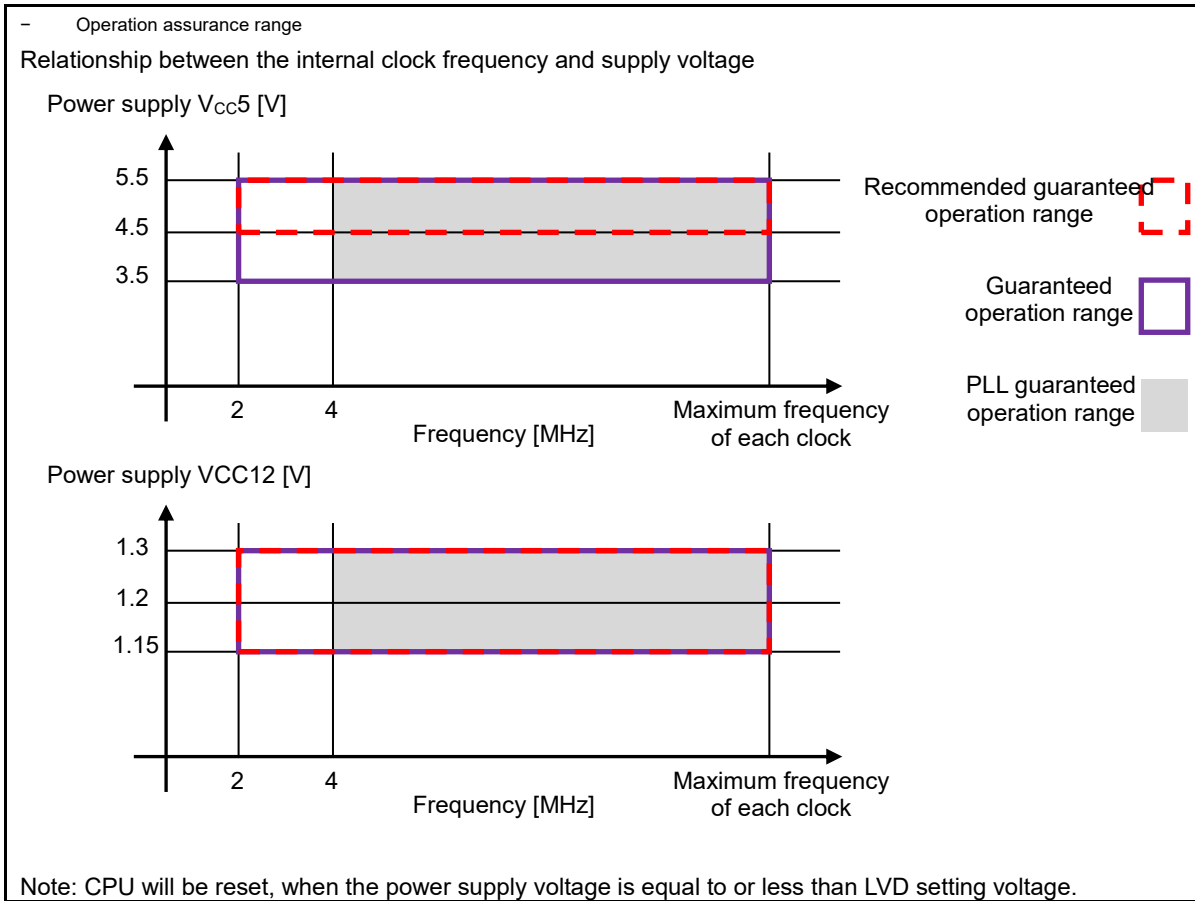 – Operation assurance range
Relationship between the internal clock frequency and supply voltage
Power supply VCC5 [V]
5.5
4.5
3.5
2
4
Maximum frequency
of each clock
Frequency [MHz]
Recommended guaranteed
operation range
Guaranteed
operation range
PLL guaranteed
operation range
Power supply VCC12 [V]
1.3
1.2
1.15
2
4
Maximum frequency
of each clock
Frequency [MHz]
Note: CPU will be reset, when the power supply voltage is equal to or less than LVD setting voltage.